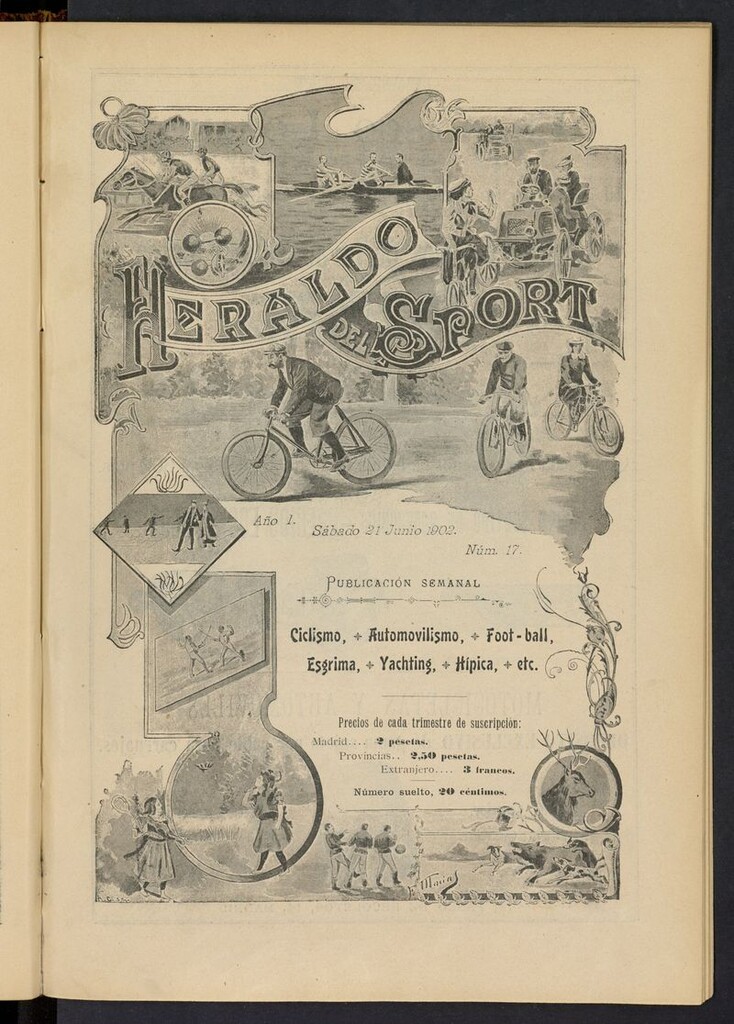 HERALDO
DEL SPORT
Año 1.
Sábado 21 Junio 1902.
Núm. 17.
PUBLICACIÓN SEMANAL
Ciclismo, + Automovilismo, + Foot-ball,
Esgrima, + Yachting, + Hípica, + etc.
Precios de cada trimestre de suscripción:
Madrid.... 2 pesetas.
Provincias.. 2,50 pesetas.
Extranjero.... 3 francos.
Número suelto, 20 céntimos.